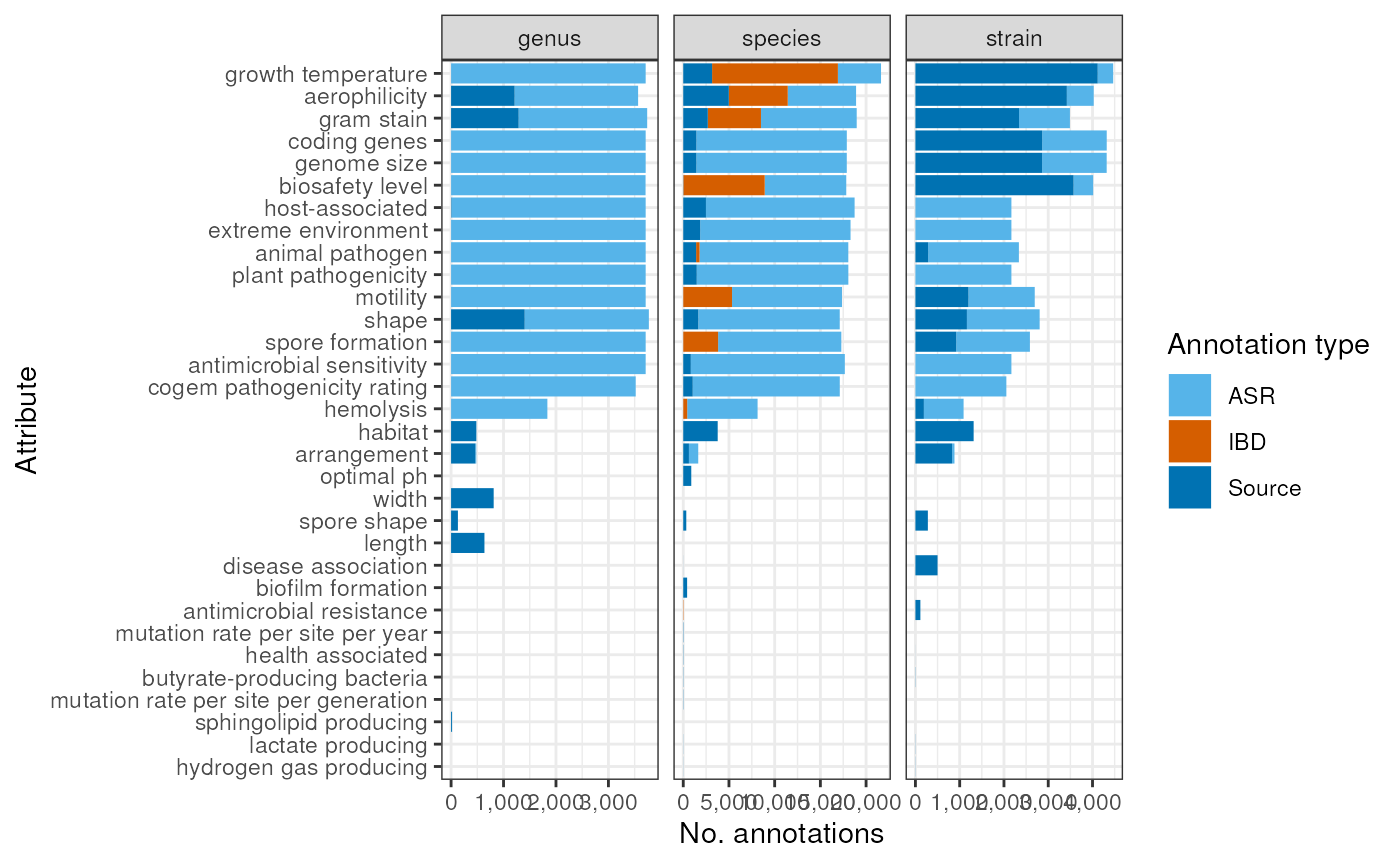 genus
species
strain
growth temperature
aerophilicity
gram stain
coding genes
genome size
biosafety level
host-associated
extreme environment
animal pathogen
plant pathogenicity
motility
shape
spore formation
antimicrobial sensitivity
cogem pathogenicity rating
hemolysis
habitat
arrangement
optimal ph
width
spore shape
length
disease association
biofilm formation
antimicrobial resistance
mutation rate per site per year
health associated
butyrate-producing bacteria
mutation rate per site per generation
sphingolipid producing
lactate producing
hydrogen gas producing
0 1,000 2,000 3,000
0 5,000 10,000 15,000 20,000
0 1,000 2,000 3,000 4,000
No. annotations
Attribute
Annotation type
ASR
IBD
Source